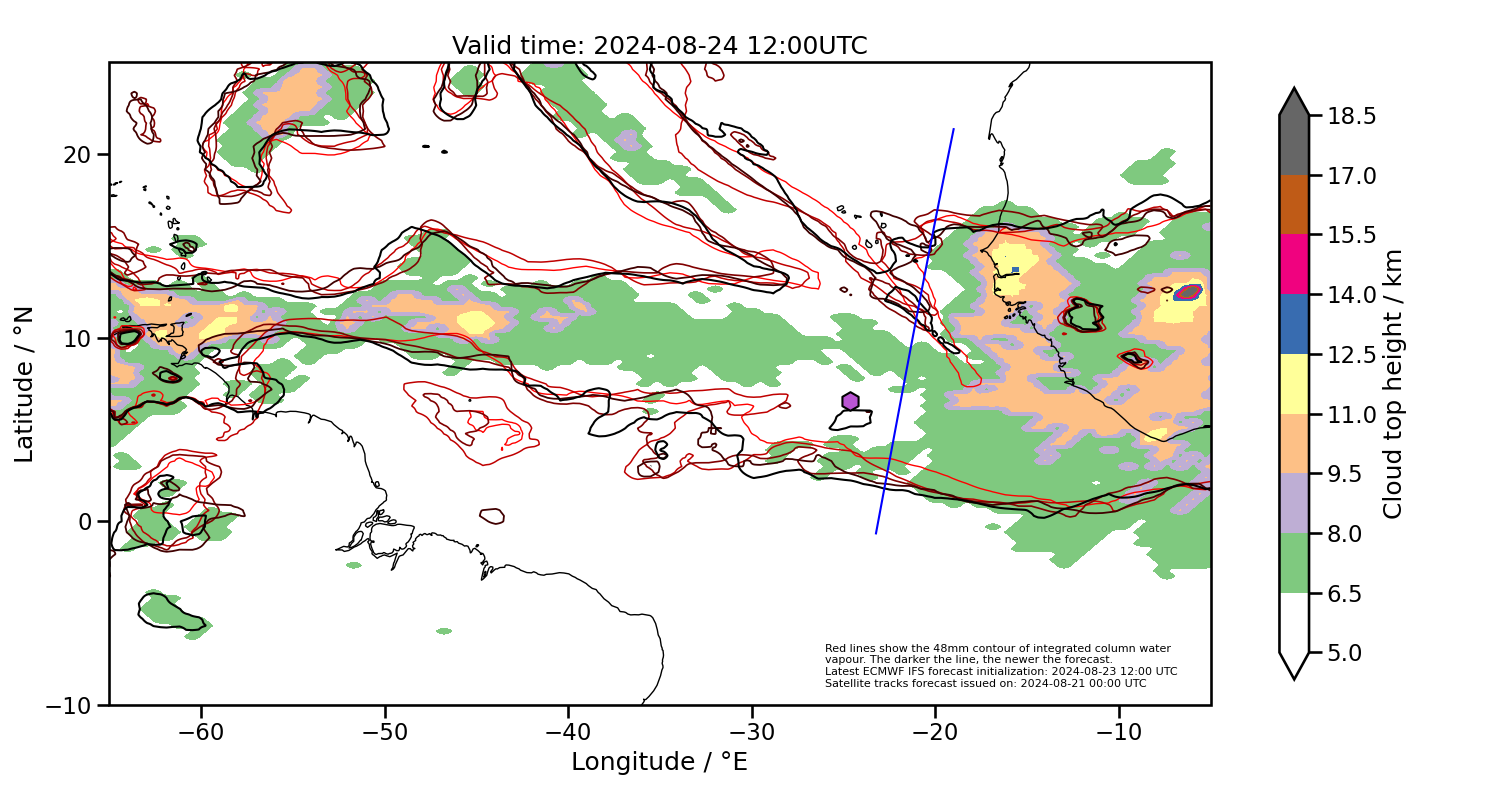 Valid time: 2024-08-24 12:00UTC
20
10
0
−10
Latitude / °N
−60
−50
−40
−30
−20
−10
Longitude / °E
Red lines show the 48mm contour of integrated column water
vapour. The darker the line, the newer the forecast.
Latest ECMWF IFS forecast initialization: 2024-08-23 12:00 UTC
Satellite tracks forecast issued on: 2024-08-21 00:00 UTC
18.5
17.0
15.5
14.0
12.5
11.0
9.5
8.0
6.5
5.0
Cloud top height / km